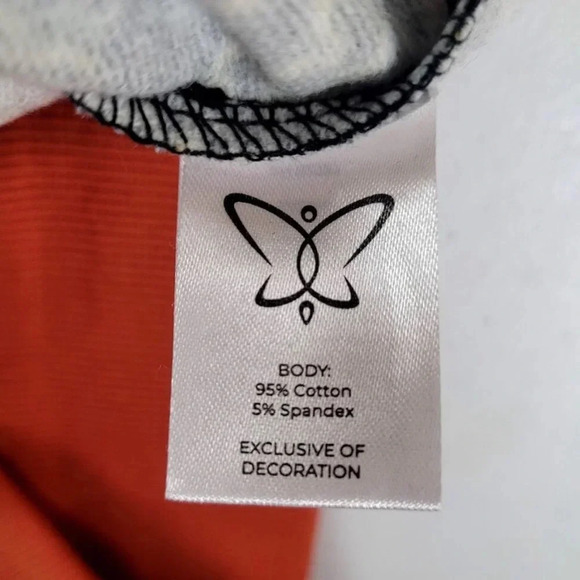 BODY:
95% Cotton
5% Spandex
EXCLUSIVE OF
DECORATION